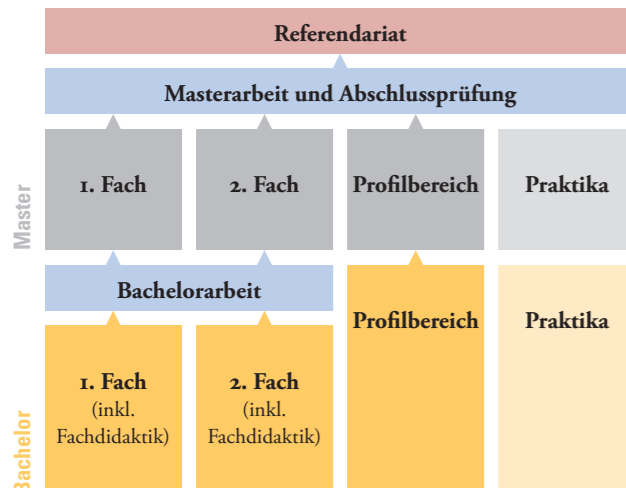 Referendariat
Masterarbeit und Abschlussprüfung
Master
1. Fach
2. Fach
Profilbereich
Praktika
Bachelorarbeit
Profilbereich
Praktika
Bachelor
1. Fach
(inkl.
Fachdidaktik)
2. Fach
(inkl.
Fachdidaktik)